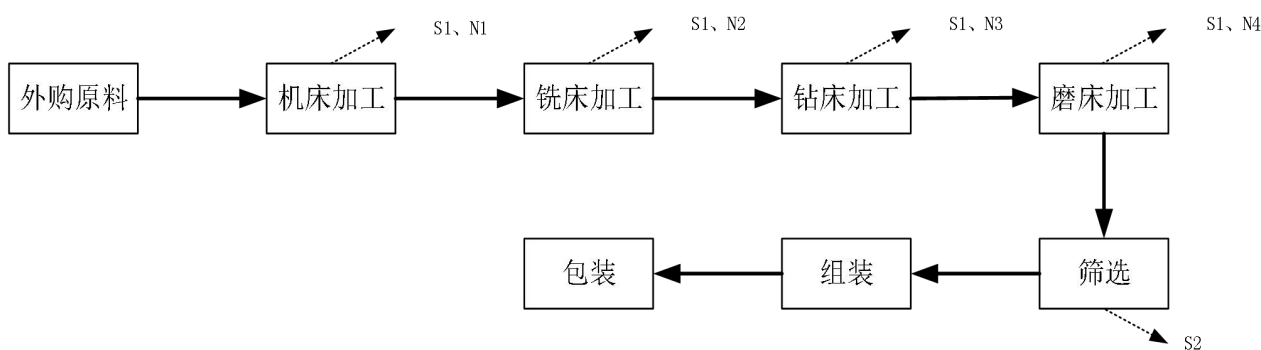 S1、N1
S1、N2
S1、N3
S1、N4
外购原料
机床加工
铣床加工
钻床加工
磨床加工
包装
组装
筛选
S2